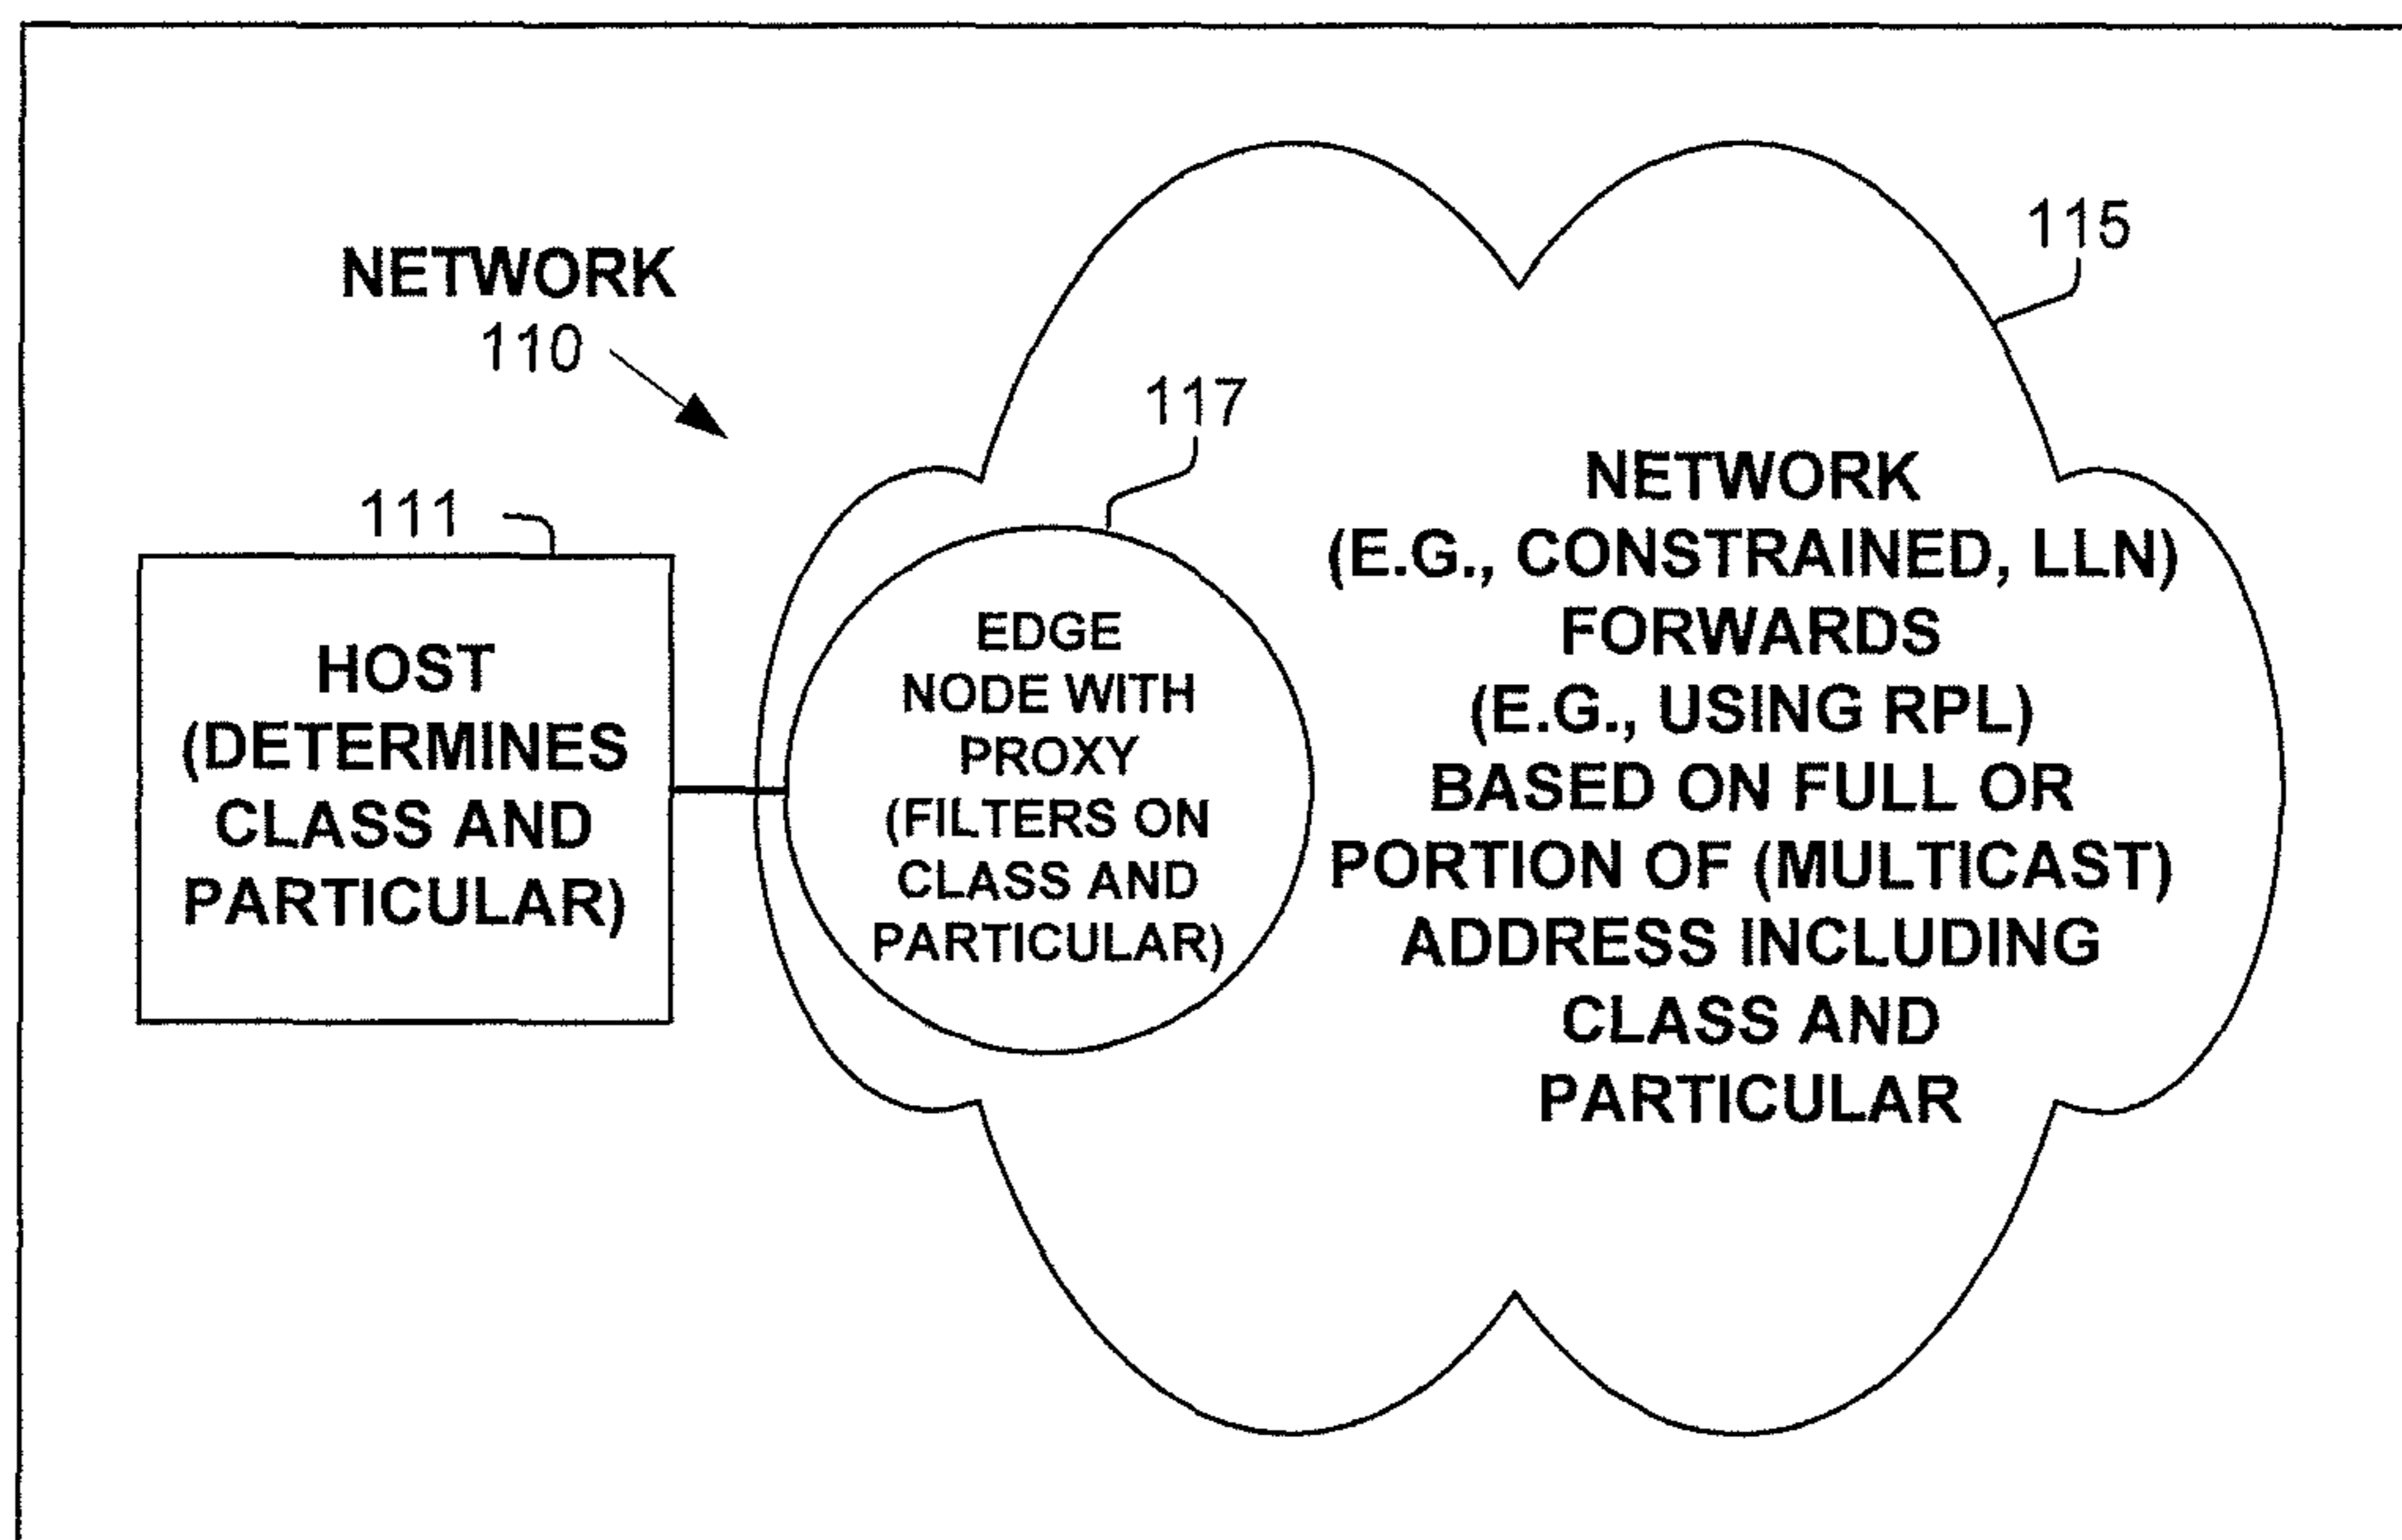 NETWORK
110
111
HOST
(DETERMINES
CLASS AND
PARTICULAR)
117
EDGE
NODE WITH
PROXY
(FILTERS ON
CLASS AND
PARTICULAR)
115
NETWORK
(E.G., CONSTRAINED, LLN)
FORWARDS
(E.G., USING RPL)
BASED ON FULL OR
PORTION OF (MULTICAST)
ADDRESS INCLUDING
CLASS AND
PARTICULAR